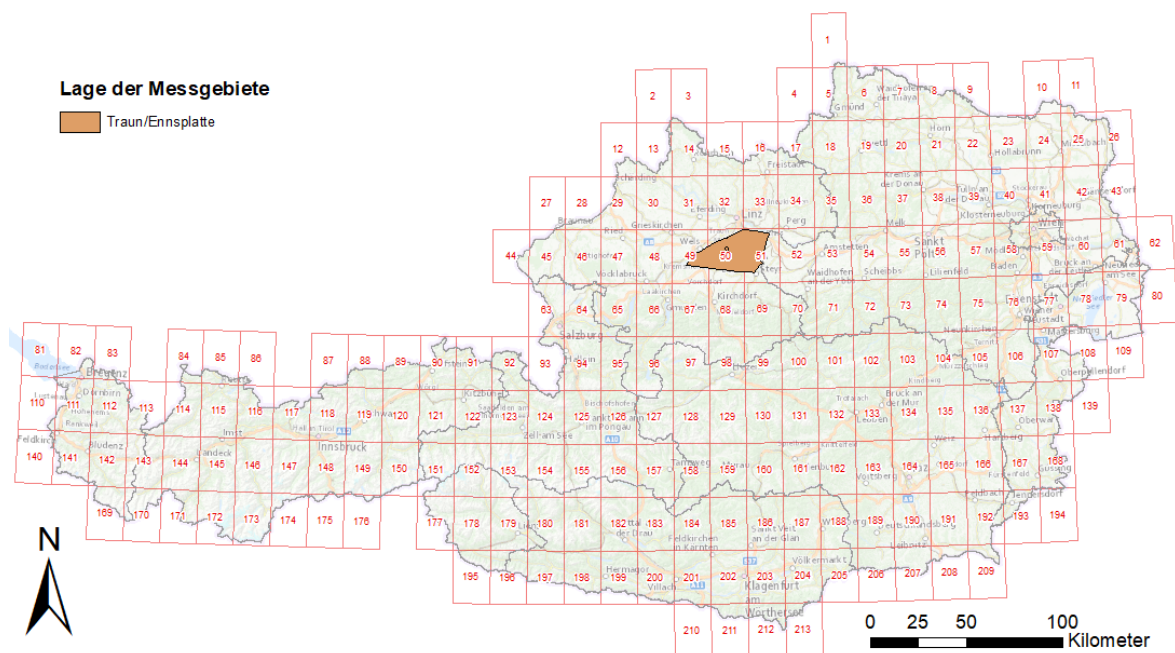 1
Lage der Messgebiete
Traun/Ennsplatte
2 3 4 5 6 7 8 9 10 11
Gmünd
12 13 14 15 16 17 18 19 20 21 22 23 24 25 26
Horn
Hollabrunn
Freistadt
27 28 29 30 31 32 33 34 35 36 37 38 39 40 41 42 43
Krems an
der Donau
Braunau
Eferding
Linz
Perg
Melk
Klosterneuburg
Korneuburg
Ried
Grieskirchen
Wels
Amstetten
Sankt
44 45 46 47 48 49 50 51 52 53 54 55 56 57 58 59 60 61 62
Vöcklabruck
Waidhofen
Scheibbs
Lilienfeld
Baden
Kirchdorf
63 64 65 66 67 68 69 70 71 72 73 74 75 76 77 78 79 80
Salzburg
Neunkirchen
Neustadt
81 82 83 84 85 86 87 88 89 90 91 92 93 94 95 96 97 98 99 100 101 102 103 104 105 106 107 108 109
Bregenz
Dornbirn
Oberpullendorf
110 111 112 113 114 115 116 117 118 119 120 121 122 123 124 125 126 127 128 129 130 131 132 133 134 135 136 137 138 139
Bruck an
der Mur
Leoben
Feldkirch
Bludenz
Imst
Landeck
Innsbruck
Zell am See
Bischofshofen
im Pongau
Hartberg
140 141 142 143 144 145 146 147 148 149 150 151 152 153 154 155 156 157 158 159 160 161 162 163 164 165 166 167 168
Tamsweg
Voitsberg
Güssing
Feldbach
169 170 171 172 173 174 175 176 177 178 179 180 181 182 183 184 185 186 187 188 189 190 191 192 193 194
der Drau
Feldkirchen
in Kärnten
Sankt Veit
an der Glan
Leibnitz
Hermagor
Völkermarkt
195 196 197 198 199 200 201 202 203 204 205 206 207 208 209
Villach
Klagenfurt
am
Wörthersee
210 211 212 213
N
0 25 50 100
Kilometer